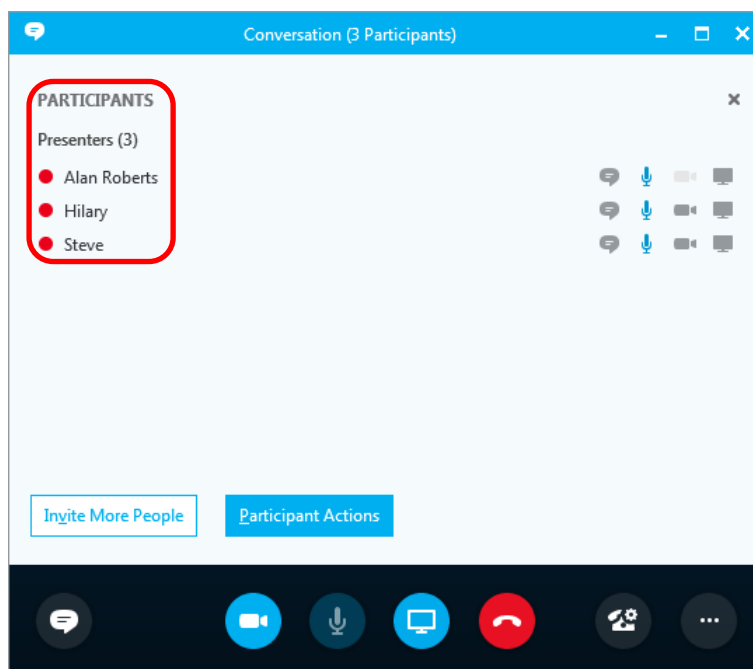 Conversation (3 Participants)
PARTICIPANTS
Presenters (3)
Alan Roberts
Hilary
Steve
Invite More People
Participant Actions